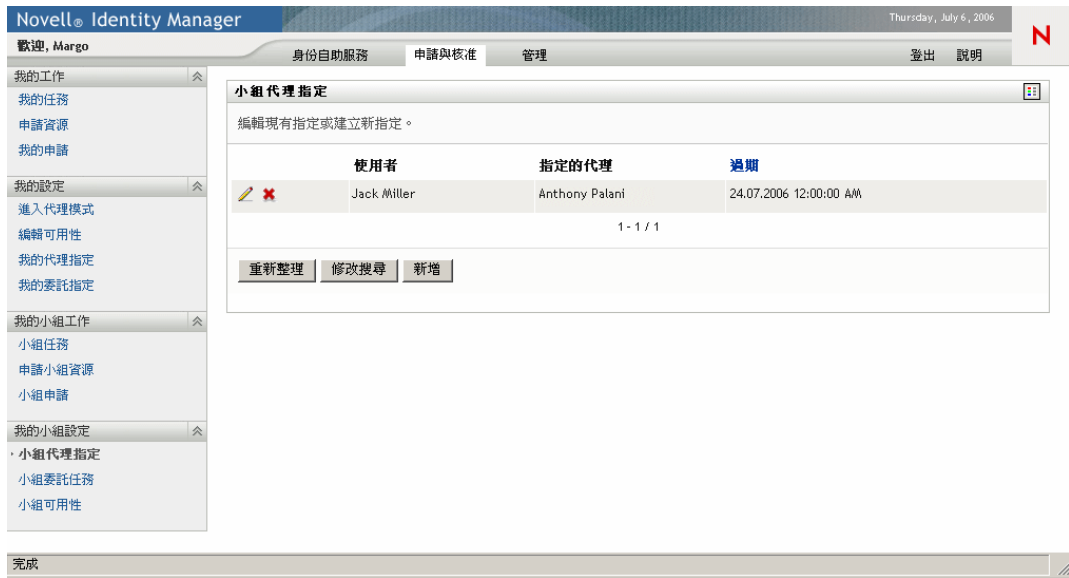 Novell® Identity Manager
Thursday, July 6, 2006
N
歡迎, Margo
身份自助服務 申請與核准 管理 登出 說明
我的工作
我的任務
申請資源
我的申請
我的設定
進入代理模式
編輯可用性
我的代理指定
我的委託指定
我的小組工作
小組任務
申請小組資源
小組申請
我的小組設定
小組代理指定
小組委託任務
小組可用性
小組代理指定
編輯現有指定或建立新指定。
使用者 指定的代理 過期
Jack Miller Anthony Palani 24.07.2006 12:00:00 AM
1 - 1 / 1
重新整理 修改搜尋 新增
完成